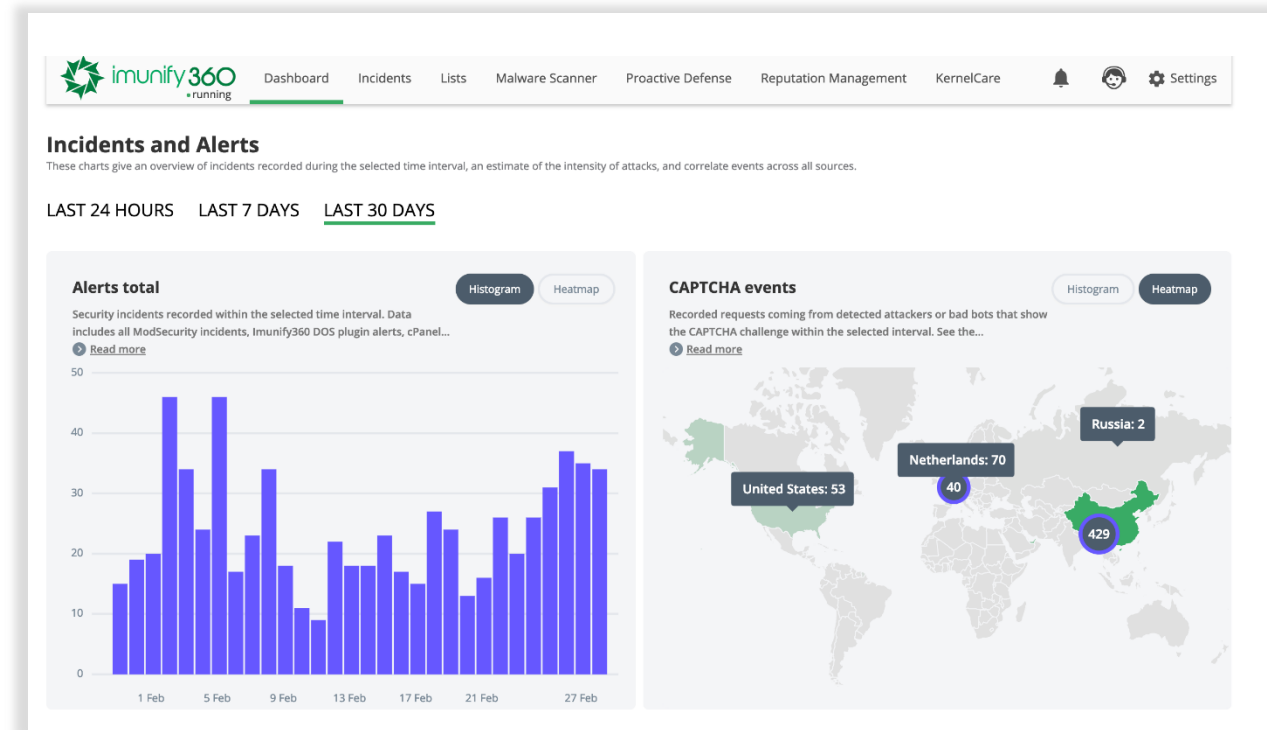 imunify 360
•running
Dashboard Incidents Lists Malware Scanner Proactive Defense Reputation Management KernelCare Settings
Incidents and Alerts
These charts give an overview of incidents recorded during the selected time interval, an estimate of the intensity of attacks, and correlate events across all sources.
LAST 24 HOURS LAST 7 DAYS LAST 30 DAYS
Alerts total
Histogram Heatmap
Security incidents recorded within the selected time interval. Data
includes all ModSecurity incidents, Imunify360 DOS plugin alerts, cPanel...
Read more
50
40
30
20
10
0
1 Feb 5 Feb 9 Feb 13 Feb 17 Feb 21 Feb 27 Feb
CAPTCHA events
Histogram Heatmap
Recorded requests coming from detected attackers or bad bots that show
the CAPTCHA challenge within the selected interval. See the...
Read more
Russia: 2
Netherlands: 70
40
United States: 53
429